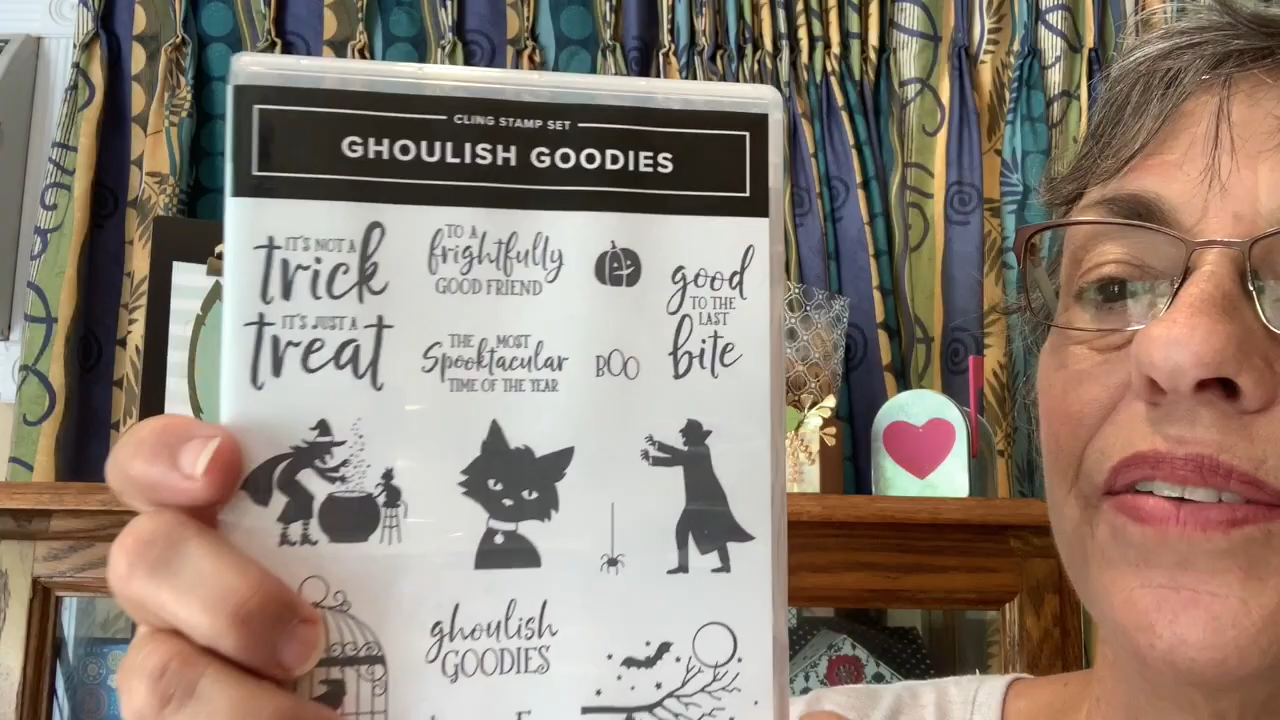 CLING STAMP SET
GHOULISH GOODIES
IT'S NOT A
trick
IT'S JUST A
treat
TO A
frightfully
GOOD FRIEND
THE MOST
Spooktacular
TIME OF THE YEAR
BOO
good
TO THE
LAST
bite
ghoulish
GOODIES